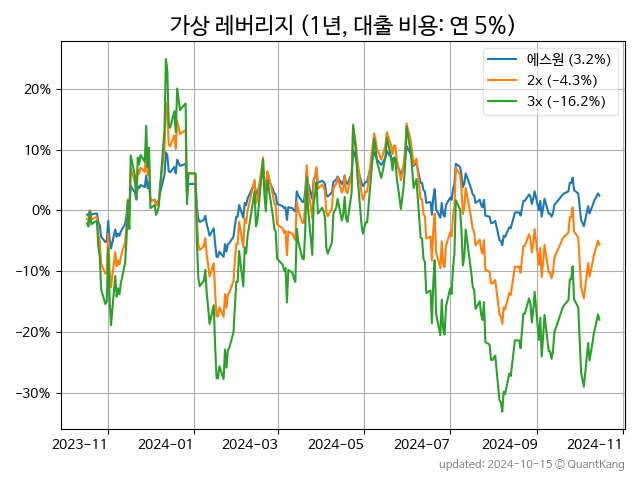 가상 레버리지 (1년, 대출 비용: 연 5%)
에스원 (3.2%)
2x (−4.3%)
3x (−16.2%)
20%
10%
0%
−10%
−20%
−30%
2023-11 2024-01 2024-03 2024-05 2024-07 2024-09 2024-11
updated: 2024-10-15 © QuantKang